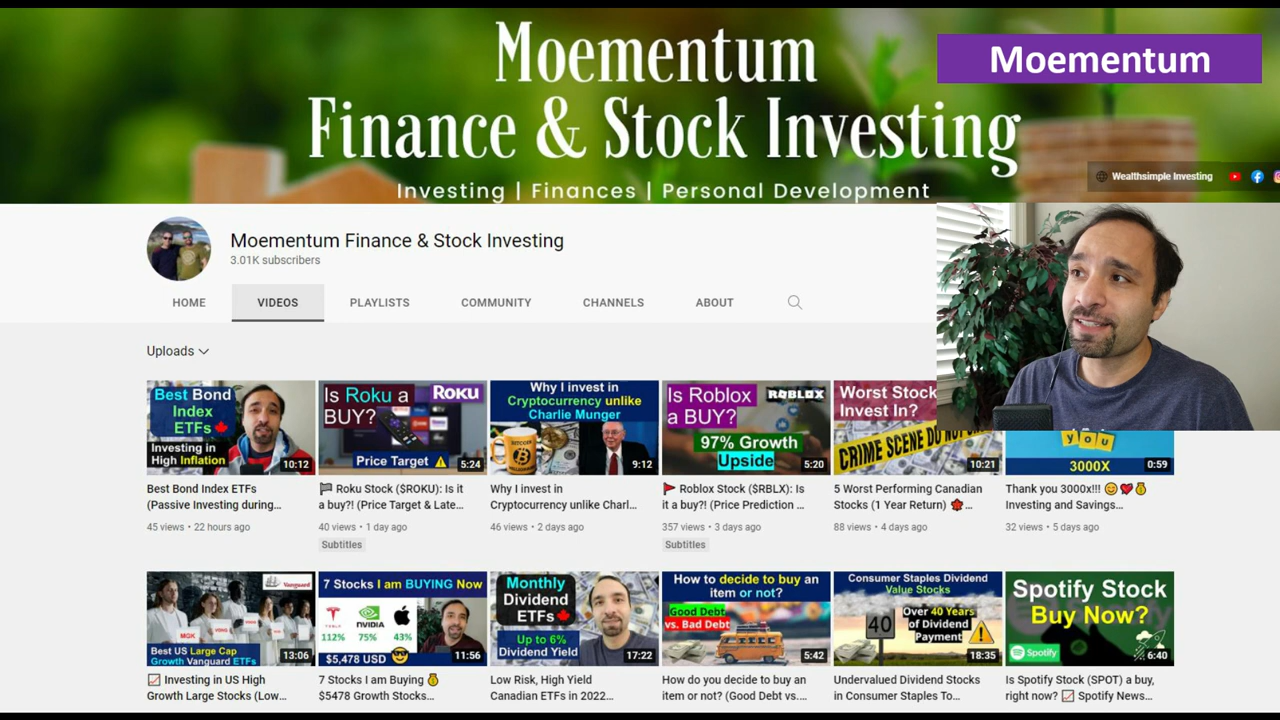 Moementum
Finance & Stock Investing
Investing | Finances | Personal Development
Moementum
Wealthsimple Investing
Moementum Finance & Stock Investing
3.01K subscribers
HOME
VIDEOS
PLAYLISTS
COMMUNITY
CHANNELS
ABOUT
Uploads
Best Bond
Index
ETFs
Investing in
High Inflation
10:12
Is Roku a
BUY?
ROKU
Price Target
5:24
Why I invest in
Cryptocurrency unlike
Charlie Munger
9:12
Is Roblox
a BUY?
ROBLOX
97% Growth
Upside
5:20
Worst Stock
Invest In?
CRIME SCENE DO NOT
10:21
you
3000X
0:59
Best Bond Index ETFs
(Passive Investing during...
45 views • 22 hours ago
Roku Stock ($ROKU): Is it
a buy?! (Price Target & Late...
40 views • 1 day ago
Subtitles
Why I invest in
Cryptocurrency unlike Charl...
46 views • 2 days ago
Roblox Stock ($RBLX): Is
it a buy?! (Price Prediction ...
357 views • 3 days ago
Subtitles
5 Worst Performing Canadian
Stocks (1 Year Return) ...
88 views • 4 days ago
Thank you 3000x!!!
Investing and Savings...
32 views • 5 days ago
Vanguard
MGK
VONG
Best US Large Cap
Growth Vanguard ETFs
13:06
7 Stocks I am BUYING Now
TESLA
NVIDIA
112%
75%
43%
$5,478 USD
11:56
Monthly
Dividend
ETFs
Up to 6%
Dividend Yield
17:22
How to decide to buy an
item or not?
Good Debt
vs. Bad Debt
5:42
Consumer Staples Dividend
Value Stocks
40
Over 40 Years
of Dividend
Payment
18:35
Spotify Stock
Buy Now?
Spotify
6:40
Investing in US High
Growth Large Stocks (Low...
7 Stocks I am Buying
$5478 Growth Stocks...
Low Risk, High Yield
Canadian ETFs in 2022...
How do you decide to buy an
item or not? (Good Debt vs....
Undervalued Dividend Stocks
in Consumer Staples To...
Is Spotify Stock (SPOT) a buy,
right now? Spotify News...